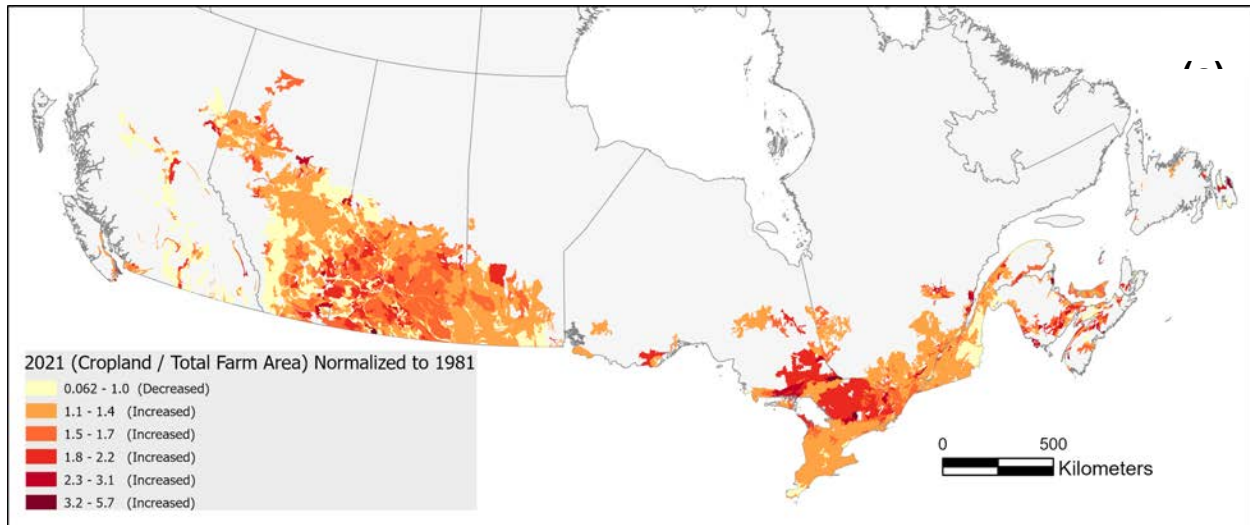 2021 (Cropland / Total Farm Area) Normalized to 1981
0.062 - 1.0 (Decreased)
1.1 - 1.4 (Increased)
1.5 - 1.7 (Increased)
1.8 - 2.2 (Increased)
2.3 - 3.1 (Increased)
3.2 - 5.7 (Increased)
0 500
Kilometers